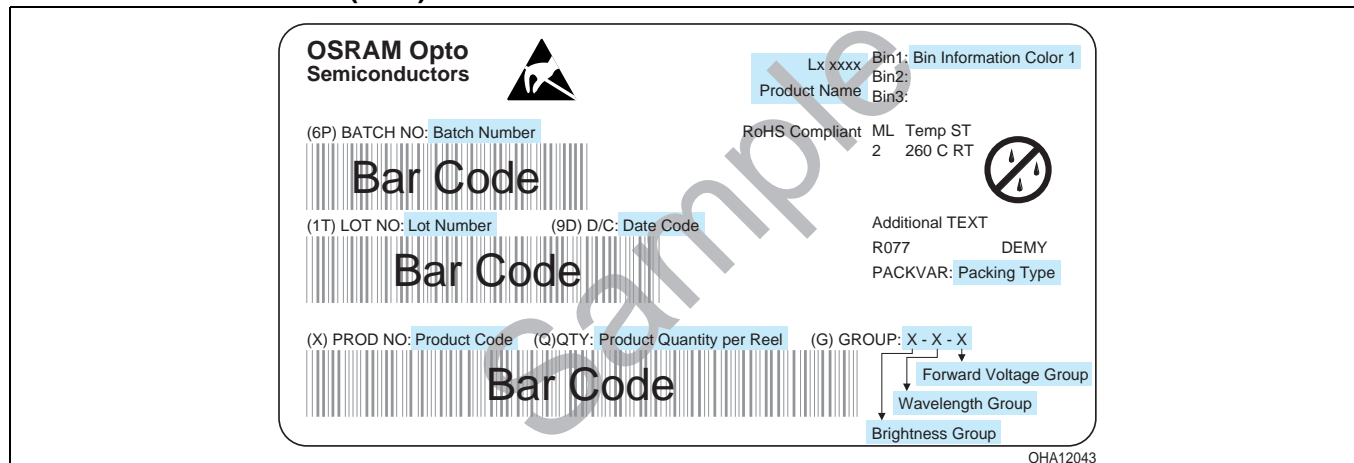 OSRAM Opto
Semiconductors
Lx xxxx
Product Name
Bin1: Bin Information Color 1
Bin2:
Bin3:
(6P) BATCH NO: Batch Number
Bar Code
RoHS Compliant
ML Temp ST
2 260 C RT
(1T) LOT NO: Lot Number (9D) D/C: Date Code
Bar Code
Additional TEXT
R077 DEMY
PACKVAR: Packing Type
(X) PROD NO: Product Code (Q)QTY: Product Quantity per Reel (G) GROUP: X - X - X
Bar Code
Forward Voltage Group
Wavelength Group
Brightness Group
Sample
OHA12043